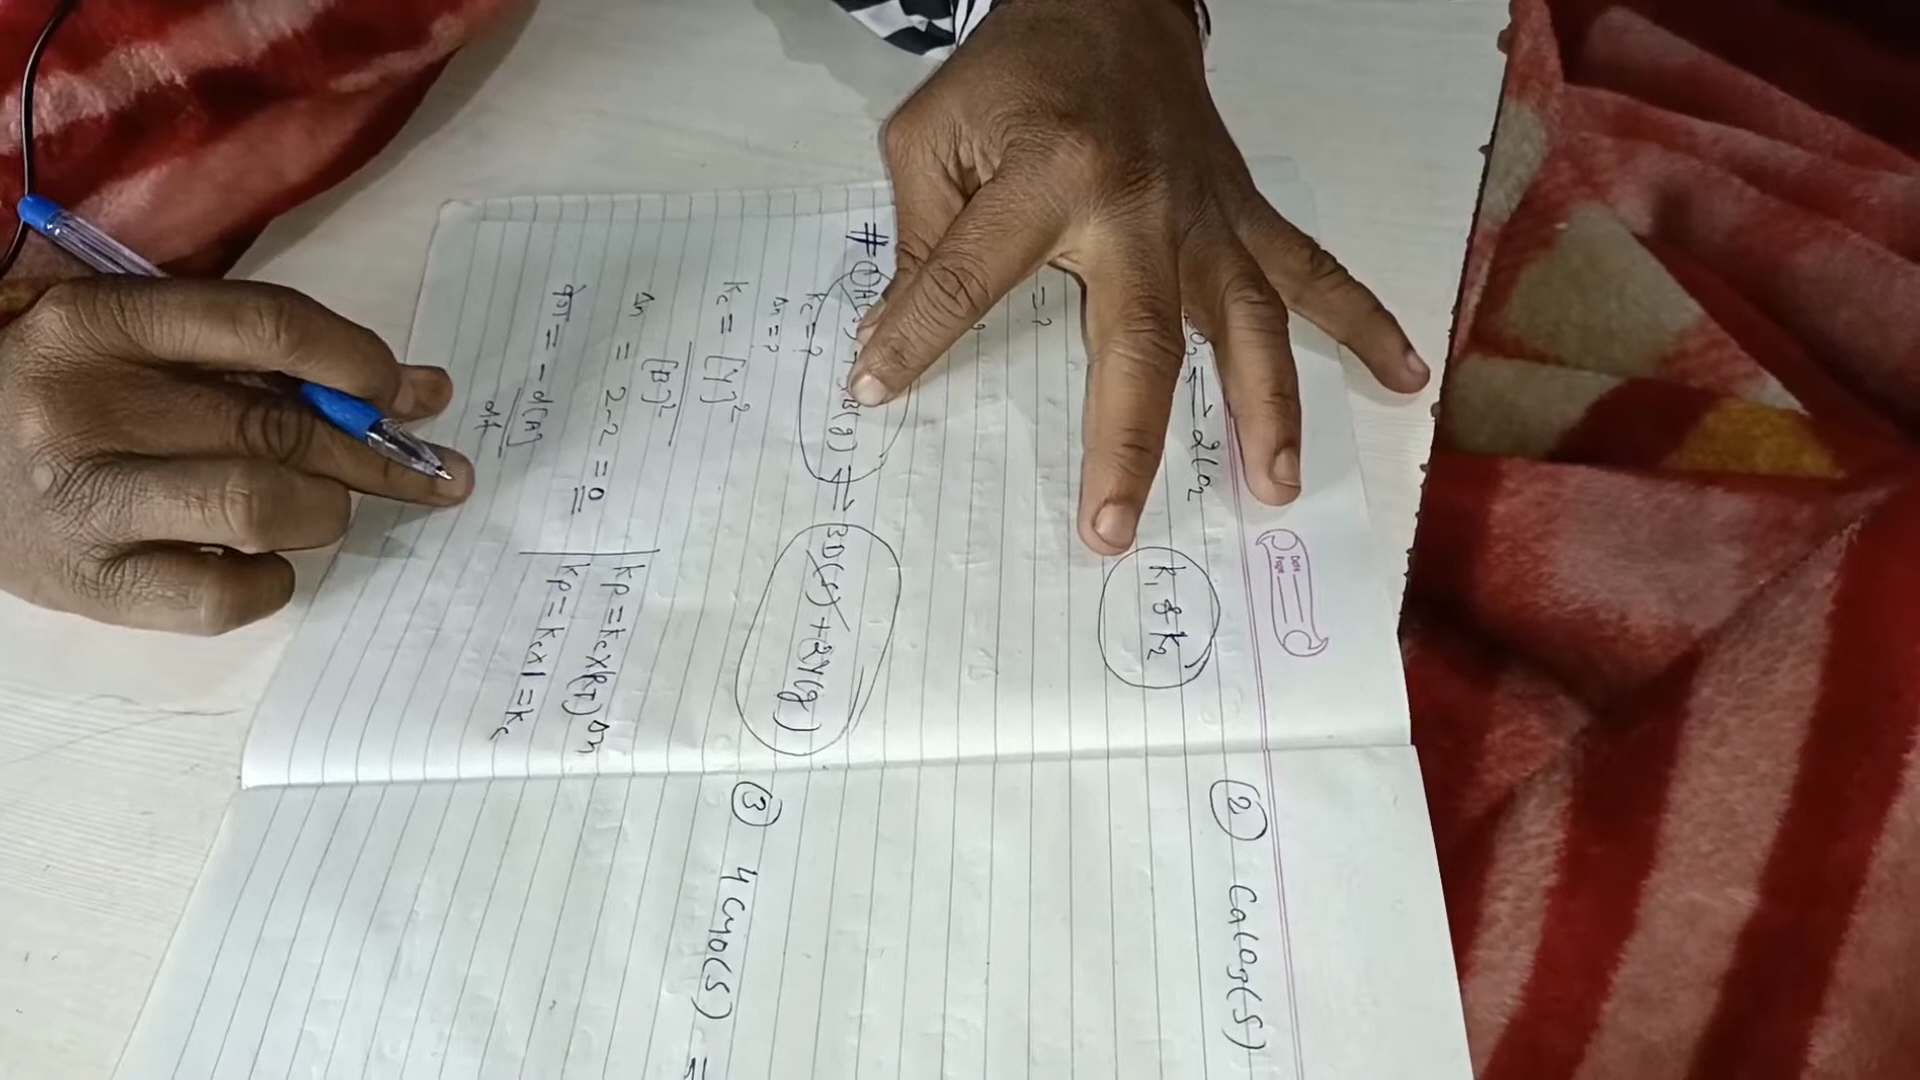 Date
Page
O₂ ⇌ 2CO₂
K₁ & K₂
= ?
?
# ① A(s) + B(g) ⇌ 3D(s) + 2Y(g)
Kc = ?
Δn = ?
Kc = [Y]²
[B]²
Δn = 2-2 = 0
Kp = Kc×(RT)Δn
= -d[A]
dt
Kp = Kc×1 = Kc
② CaCO₃(s)
③ 4CuO(s) =